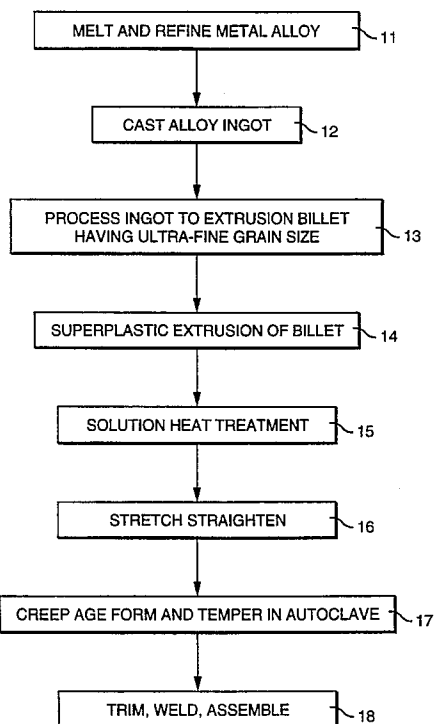 MELT AND REFINE METAL ALLOY
11
CAST ALLOY INGOT
12
PROCESS INGOT TO EXTRUSION BILLET
HAVING ULTRA-FINE GRAIN SIZE
13
SUPERPLASTIC EXTRUSION OF BILLET
14
SOLUTION HEAT TREATMENT
15
STRETCH STRAIGHTEN
16
CREEP AGE FORM AND TEMPER IN AUTOCLAVE
17
TRIM, WELD, ASSEMBLE
18